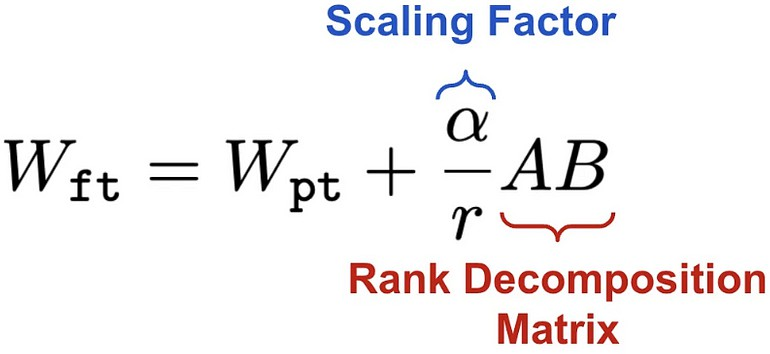 Scaling Factor
W_ft = W_pt + α/r AB
Rank Decomposition
Matrix